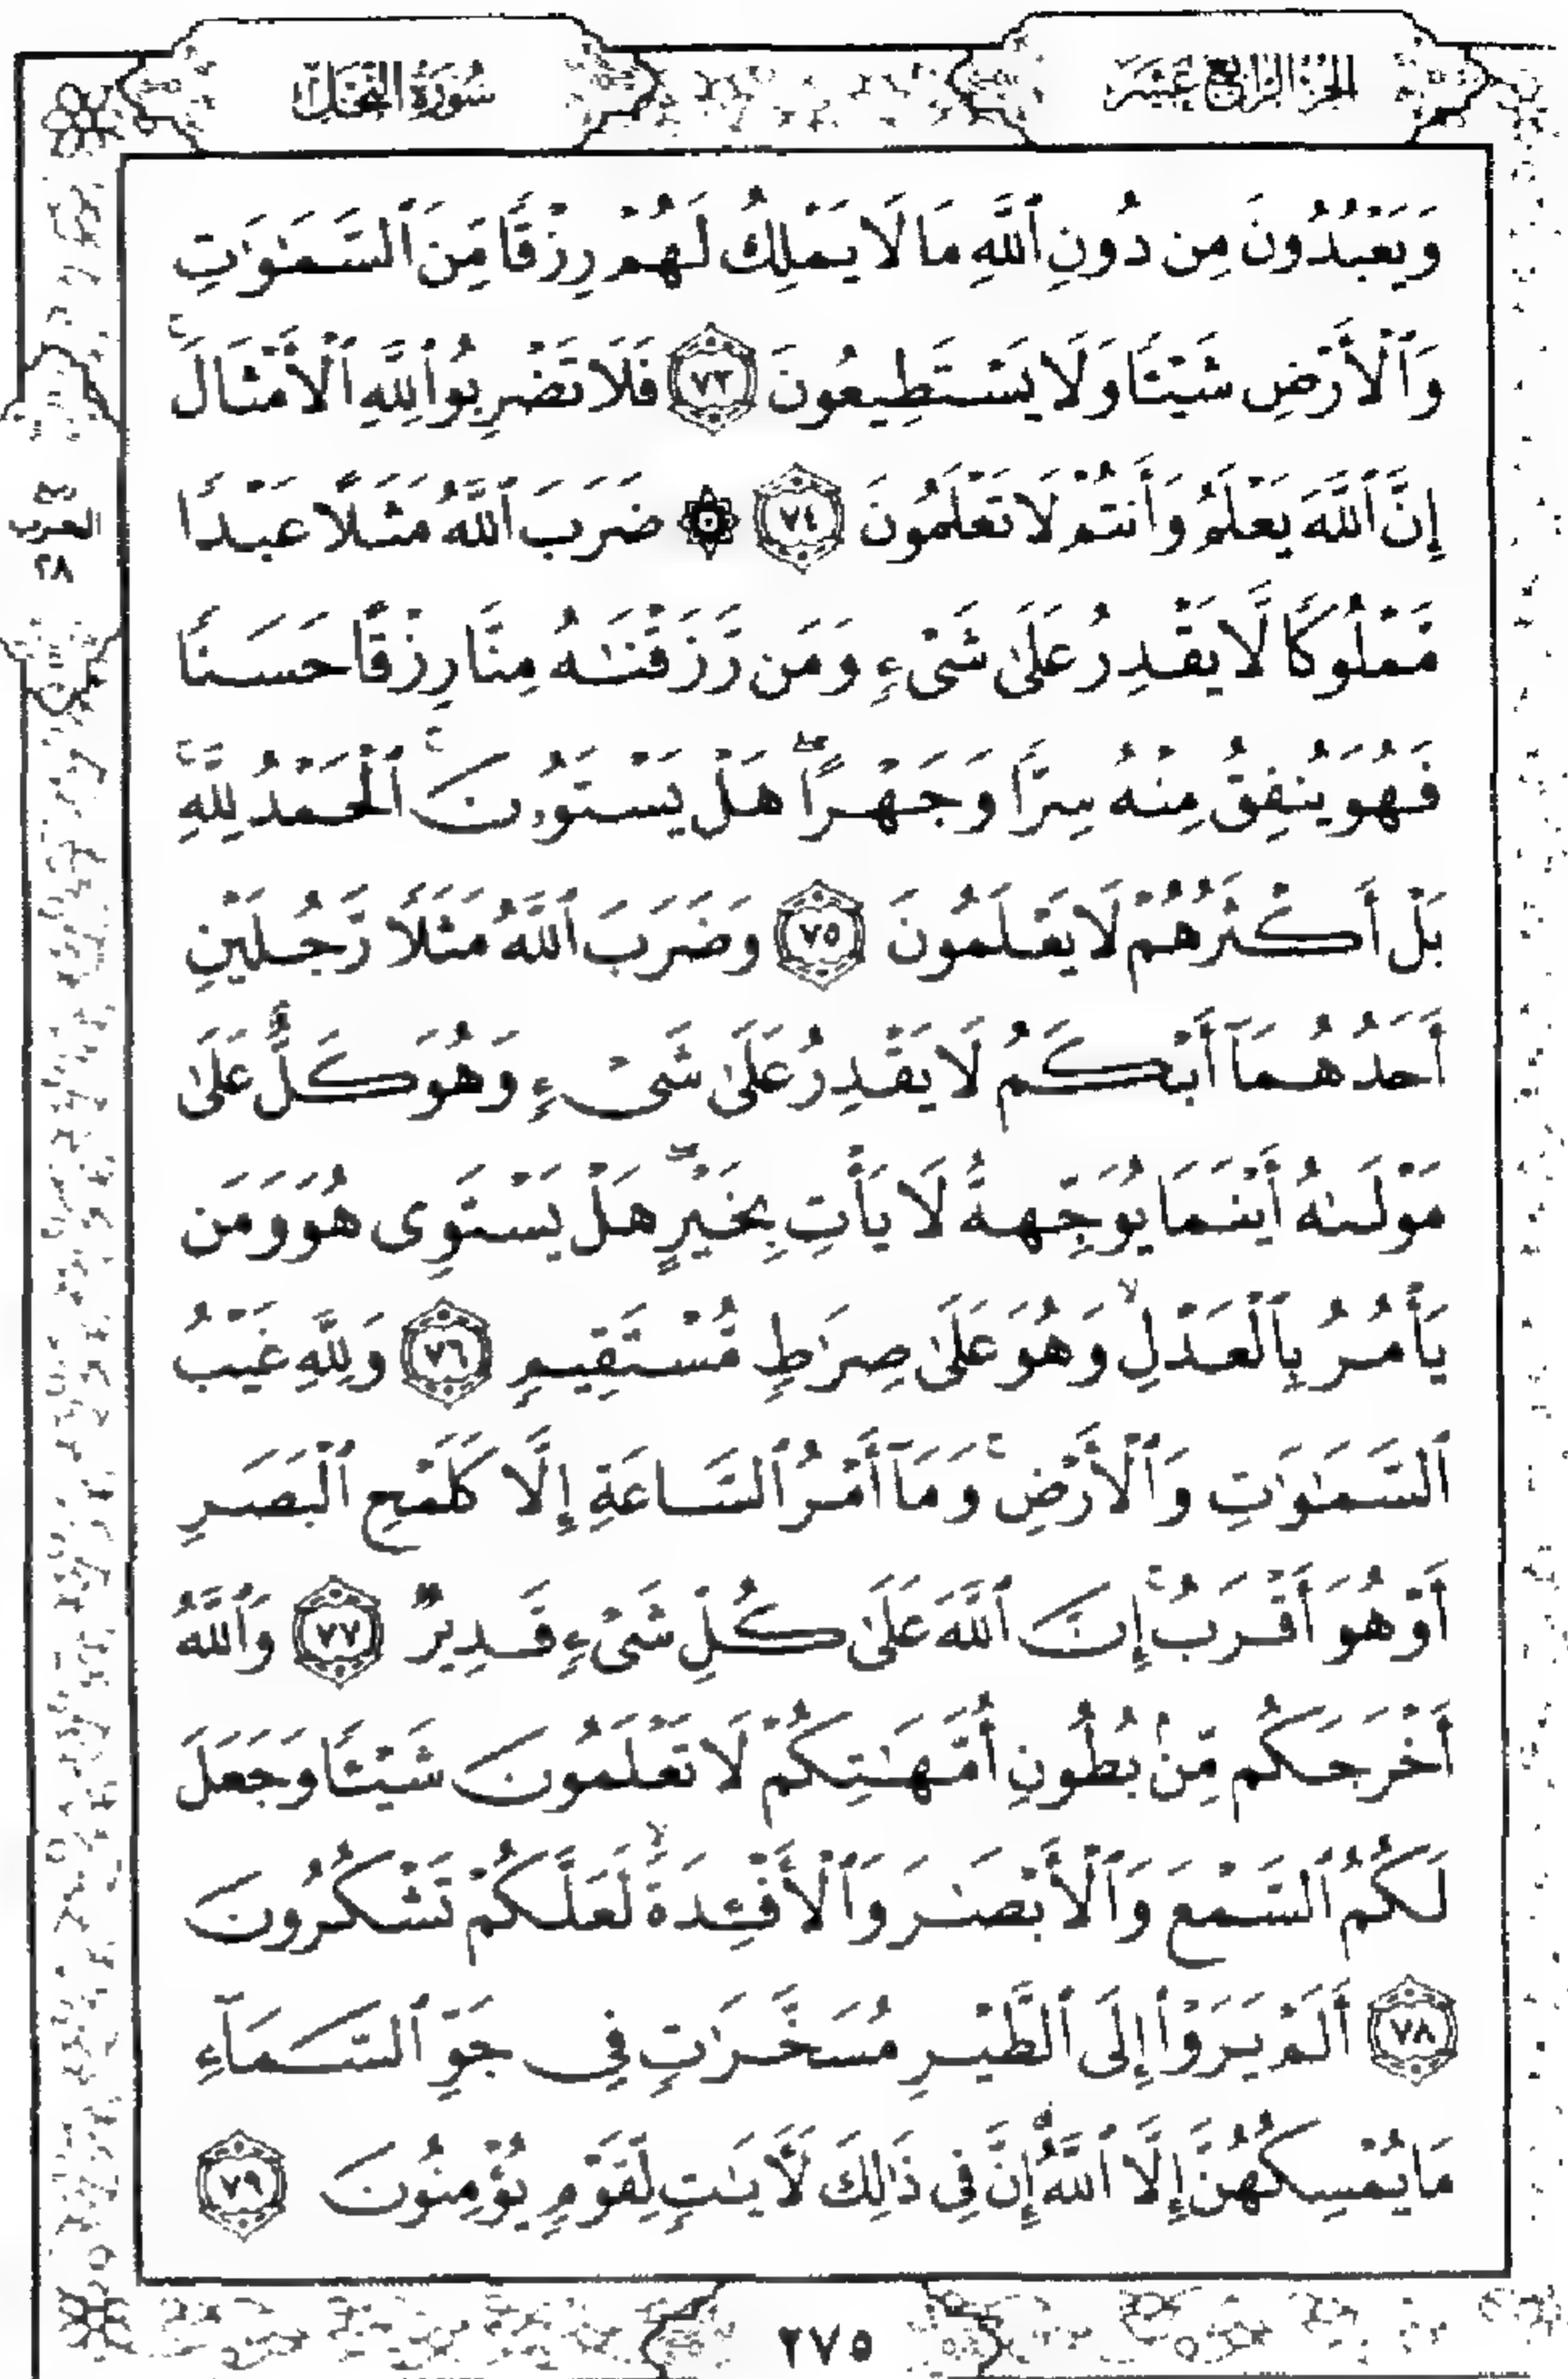 الجزء الرابع عشر
سورة النحل
وَيَعْبُدُونَ مِن دُونِ ٱللَّهِ مَا لَا يَمْلِكُ لَهُمْ رِزْقًا مِّنَ ٱلسَّمَٰوَٰتِ
وَٱلْأَرْضِ شَيْـًٔا وَلَا يَسْتَطِيعُونَ ٧٣ فَلَا تَضْرِبُوا۟ لِلَّهِ ٱلْأَمْثَالَ ۚ
إِنَّ ٱللَّهَ يَعْلَمُ وَأَنتُمْ لَا تَعْلَمُونَ ٧٤ ۞ ضَرَبَ ٱللَّهُ مَثَلًا عَبْدًا
مَّمْلُوكًا لَّا يَقْدِرُ عَلَىٰ شَىْءٍ وَمَن رَّزَقْنَٰهُ مِنَّا رِزْقًا حَسَنًا
فَهُوَ يُنفِقُ مِنْهُ سِرًّا وَجَهْرًا ۖ هَلْ يَسْتَوُۥنَ ۚ ٱلْحَمْدُ لِلَّهِ ۚ
بَلْ أَكْثَرُهُمْ لَا يَعْلَمُونَ ٧٥ وَضَرَبَ ٱللَّهُ مَثَلًا رَّجُلَيْنِ
أَحَدُهُمَآ أَبْكَمُ لَا يَقْدِرُ عَلَىٰ شَىْءٍ وَهُوَ كَلٌّ عَلَىٰ
مَوْلَىٰهُ أَيْنَمَا يُوَجِّههُّ لَا يَأْتِ بِخَيْرٍ ۖ هَلْ يَسْتَوِى هُوَ وَمَن
يَأْمُرُ بِٱلْعَدْلِ ۙ وَهُوَ عَلَىٰ صِرَٰطٍ مُّسْتَقِيمٍ ٧٦ وَلِلَّهِ غَيْبُ
ٱلسَّمَٰوَٰتِ وَٱلْأَرْضِ ۚ وَمَآ أَمْرُ ٱلسَّاعَةِ إِلَّا كَلَمْحِ ٱلْبَصَرِ
أَوْ هُوَ أَقْرَبُ ۚ إِنَّ ٱللَّهَ عَلَىٰ كُلِّ شَىْءٍ قَدِيرٌ ٧٧ وَٱللَّهُ
أَخْرَجَكُم مِّنۢ بُطُونِ أُمَّهَٰتِكُمْ لَا تَعْلَمُونَ شَيْـًٔا وَجَعَلَ
لَكُمُ ٱلسَّمْعَ وَٱلْأَبْصَٰرَ وَٱلْأَفْـِٔدَةَ ۙ لَعَلَّكُمْ تَشْكُرُونَ
٧٨ أَلَمْ يَرَوْا۟ إِلَى ٱلطَّيْرِ مُسَخَّرَٰتٍ فِى جَوِّ ٱلسَّمَآءِ
مَا يُمْسِكُهُنَّ إِلَّا ٱللَّهُ ۗ إِنَّ فِى ذَٰلِكَ لَءَايَٰتٍ لِّقَوْمٍ يُؤْمِنُونَ ٧٩
الحزب
٢٨
٢٧٥